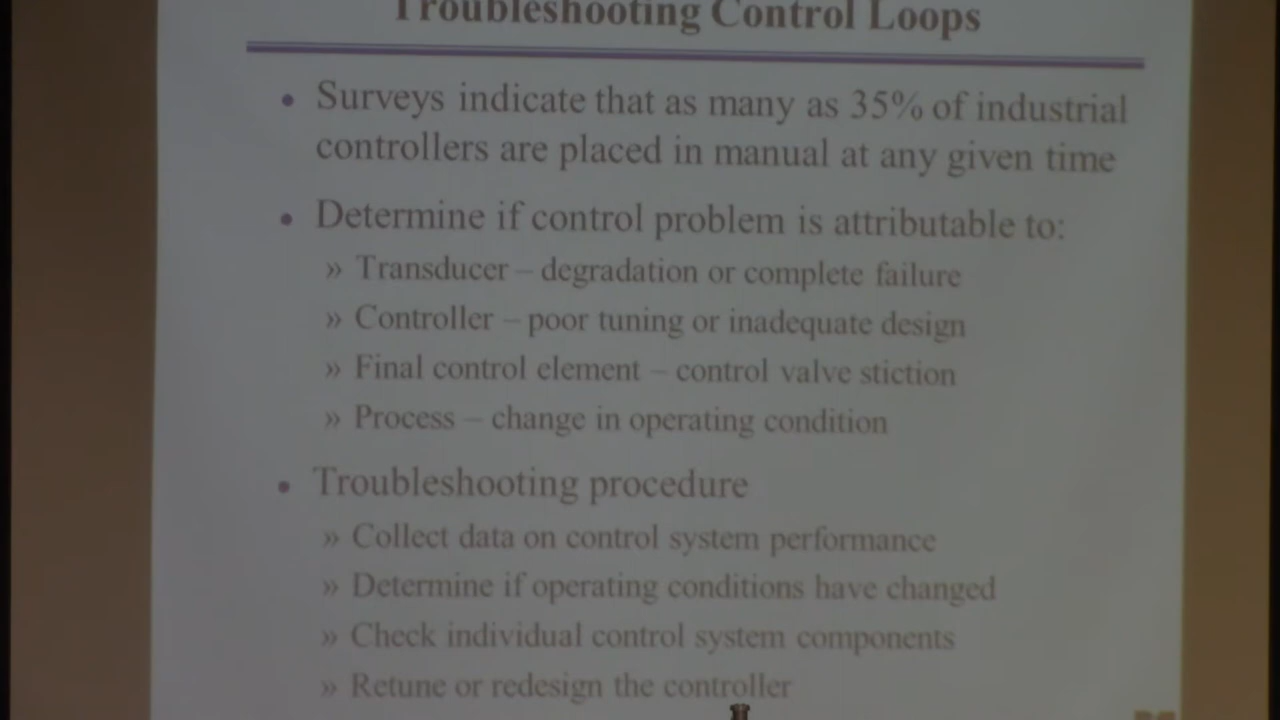 Troubleshooting Control Loops
• Surveys indicate that as many as 35% of industrial
controllers are placed in manual at any given time
• Determine if control problem is attributable to:
» Transducer – degradation or complete failure
» Controller – poor tuning or inadequate design
» Final control element – control valve stiction
» Process – change in operating condition
• Troubleshooting procedure
» Collect data on control system performance
» Determine if operating conditions have changed
» Check individual control system components
» Retune or redesign the controller